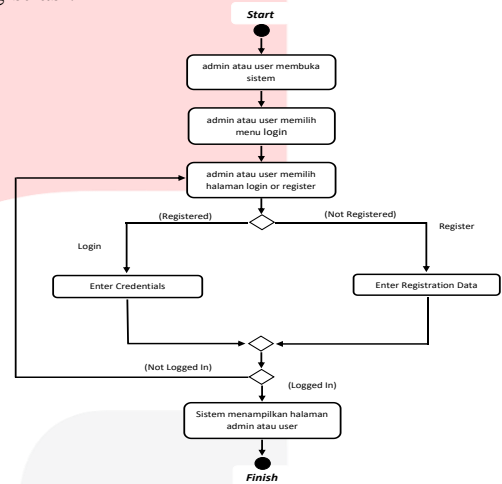 Start
admin atau user membuka
sistem
admin atau user memilih
menu login
admin atau user memilih
halaman login or register
(Registered)
(Not Registered)
Login
Register
Enter Credentials
Enter Registration Data
(Not Logged In)
(Logged In)
Sistem menampilkan halaman
admin atau user
Finish